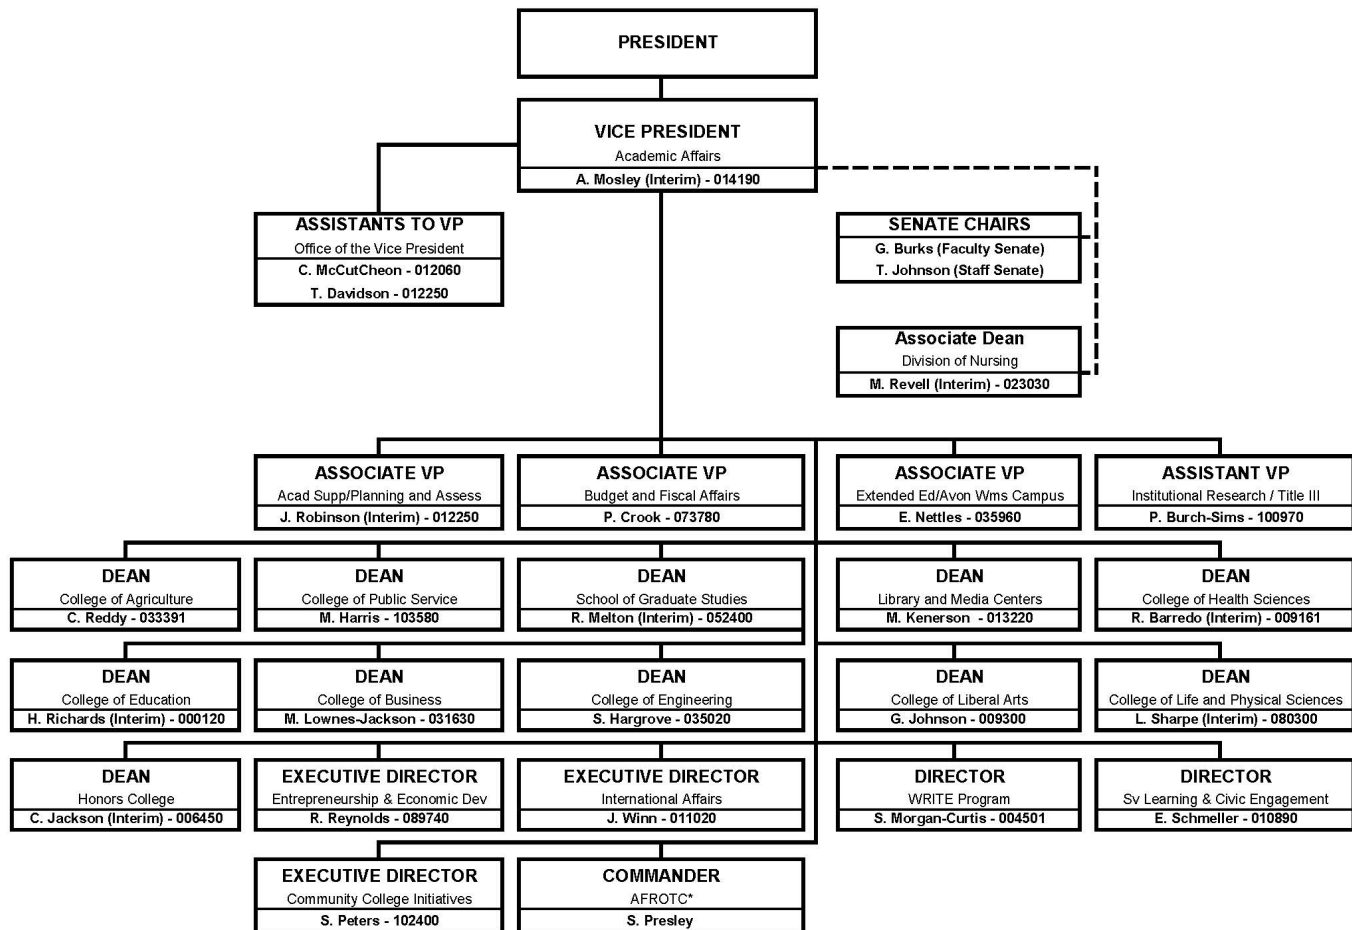 PRESIDENT
VICE PRESIDENT
Academic Affairs
A. Mosley (Interim) - 014190
ASSISTANTS TO VP
Office of the Vice President
C. McCutCheon - 012060
T. Davidson - 012250
SENATE CHAIRS
G. Burks (Faculty Senate)
T. Johnson (Staff Senate)
Associate Dean
Division of Nursing
M. Revell (Interim) - 023030
ASSOCIATE VP
Acad Supp/Planning and Assess
J. Robinson (Interim) - 012250
ASSOCIATE VP
Budget and Fiscal Affairs
P. Crook - 073780
ASSOCIATE VP
Extended Ed/Avon Wms Campus
E. Nettles - 035960
ASSISTANT VP
Institutional Research / Title III
P. Burch-Sims - 100970
DEAN
College of Agriculture
C. Reddy - 033391
DEAN
College of Public Service
M. Harris - 103580
DEAN
School of Graduate Studies
R. Melton (Interim) - 052400
DEAN
Library and Media Centers
M. Kenerson - 013220
DEAN
College of Health Sciences
R. Barredo (Interim) - 009161
DEAN
College of Education
H. Richards (Interim) - 000120
DEAN
College of Business
M. Lownes-Jackson - 031630
DEAN
College of Engineering
S. Hargrove - 035020
DEAN
College of Liberal Arts
G. Johnson - 009300
DEAN
College of Life and Physical Sciences
L. Sharpe (Interim) - 080300
DEAN
Honors College
C. Jackson (Interim) - 006450
EXECUTIVE DIRECTOR
Entrepreneurship & Economic Dev
R. Reynolds - 089740
EXECUTIVE DIRECTOR
International Affairs
J. Winn - 011020
DIRECTOR
WRITE Program
S. Morgan-Curtis - 004501
DIRECTOR
Sv Learning & Civic Engagement
E. Schmeller - 010890
EXECUTIVE DIRECTOR
Community College Initiatives
S. Peters - 102400
COMMANDER
AFROTC*
S. Presley